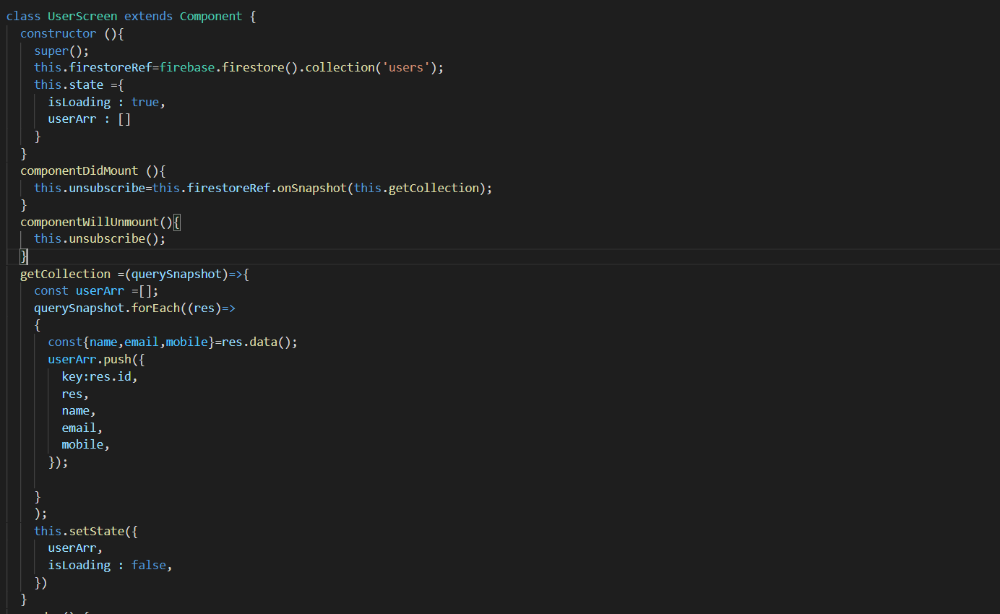 class UserScreen extends Component {
constructor (){
super();
this.firestoreRef=firebase.firestore().collection('users');
this.state ={
isLoading : true,
userArr : []
}
}
componentDidMount (){
this.unsubscribe=this.firestoreRef.onSnapshot(this.getCollection);
}
componentWillUnmount(){
this.unsubscribe();
}
getCollection =(querySnapshot)=>{
const userArr =[];
querySnapshot.forEach((res)=>
{
const{name,email,mobile}=res.data();
userArr.push({
key:res.id,
res,
name,
email,
mobile,
});
}
);
this.setState({
userArr,
isLoading : false,
})
}